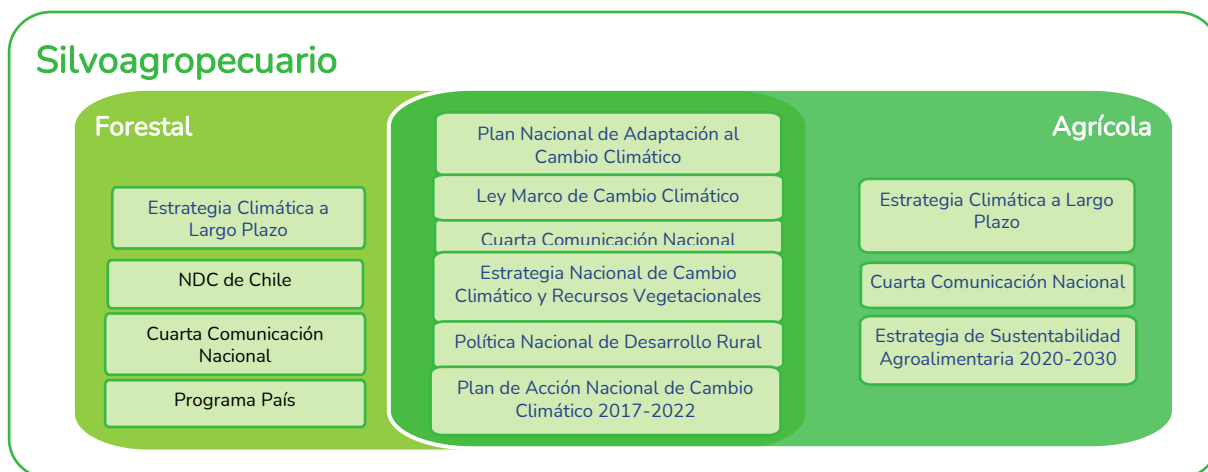 Silvoagropecuario
Forestal
Estrategia Climática a
Largo Plazo
NDC de Chile
Cuarta Comunicación
Nacional
Programa País
Plan Nacional de Adaptación al
Cambio Climático
Ley Marco de Cambio Climático
Cuarta Comunicación Nacional
Estrategia Nacional de Cambio
Climático y Recursos Vegetacionales
Política Nacional de Desarrollo Rural
Plan de Acción Nacional de Cambio
Climático 2017-2022
Agrícola
Estrategia Climática a Largo
Plazo
Cuarta Comunicación Nacional
Estrategia de Sustentabilidad
Agroalimentaria 2020-2030